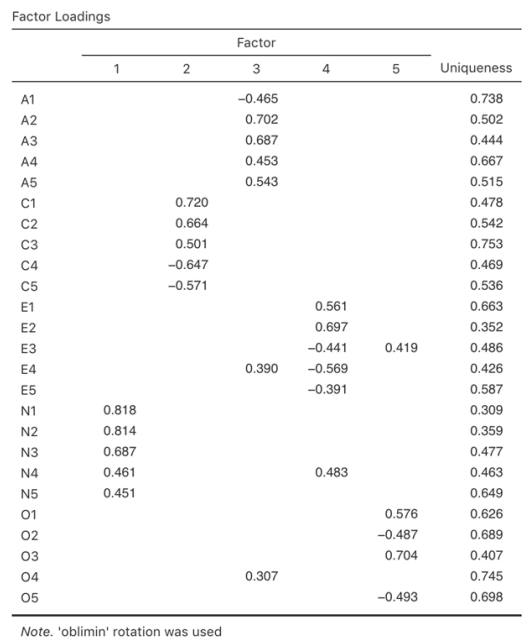 Factor Loadings
Factor
1 2 3 4 5 Uniqueness
A1 −0.465 0.738
A2 0.702 0.502
A3 0.687 0.444
A4 0.453 0.667
A5 0.543 0.515
C1 0.720 0.478
C2 0.664 0.542
C3 0.501 0.753
C4 −0.647 0.469
C5 −0.571 0.536
E1 0.561 0.663
E2 0.697 0.352
E3 −0.441 0.419 0.486
E4 0.390 −0.569 0.426
E5 −0.391 0.587
N1 0.818 0.309
N2 0.814 0.359
N3 0.687 0.477
N4 0.461 0.483 0.463
N5 0.451 0.649
O1 0.576 0.626
O2 −0.487 0.689
O3 0.704 0.407
O4 0.307 0.745
O5 −0.493 0.698
Note. 'oblimin' rotation was used